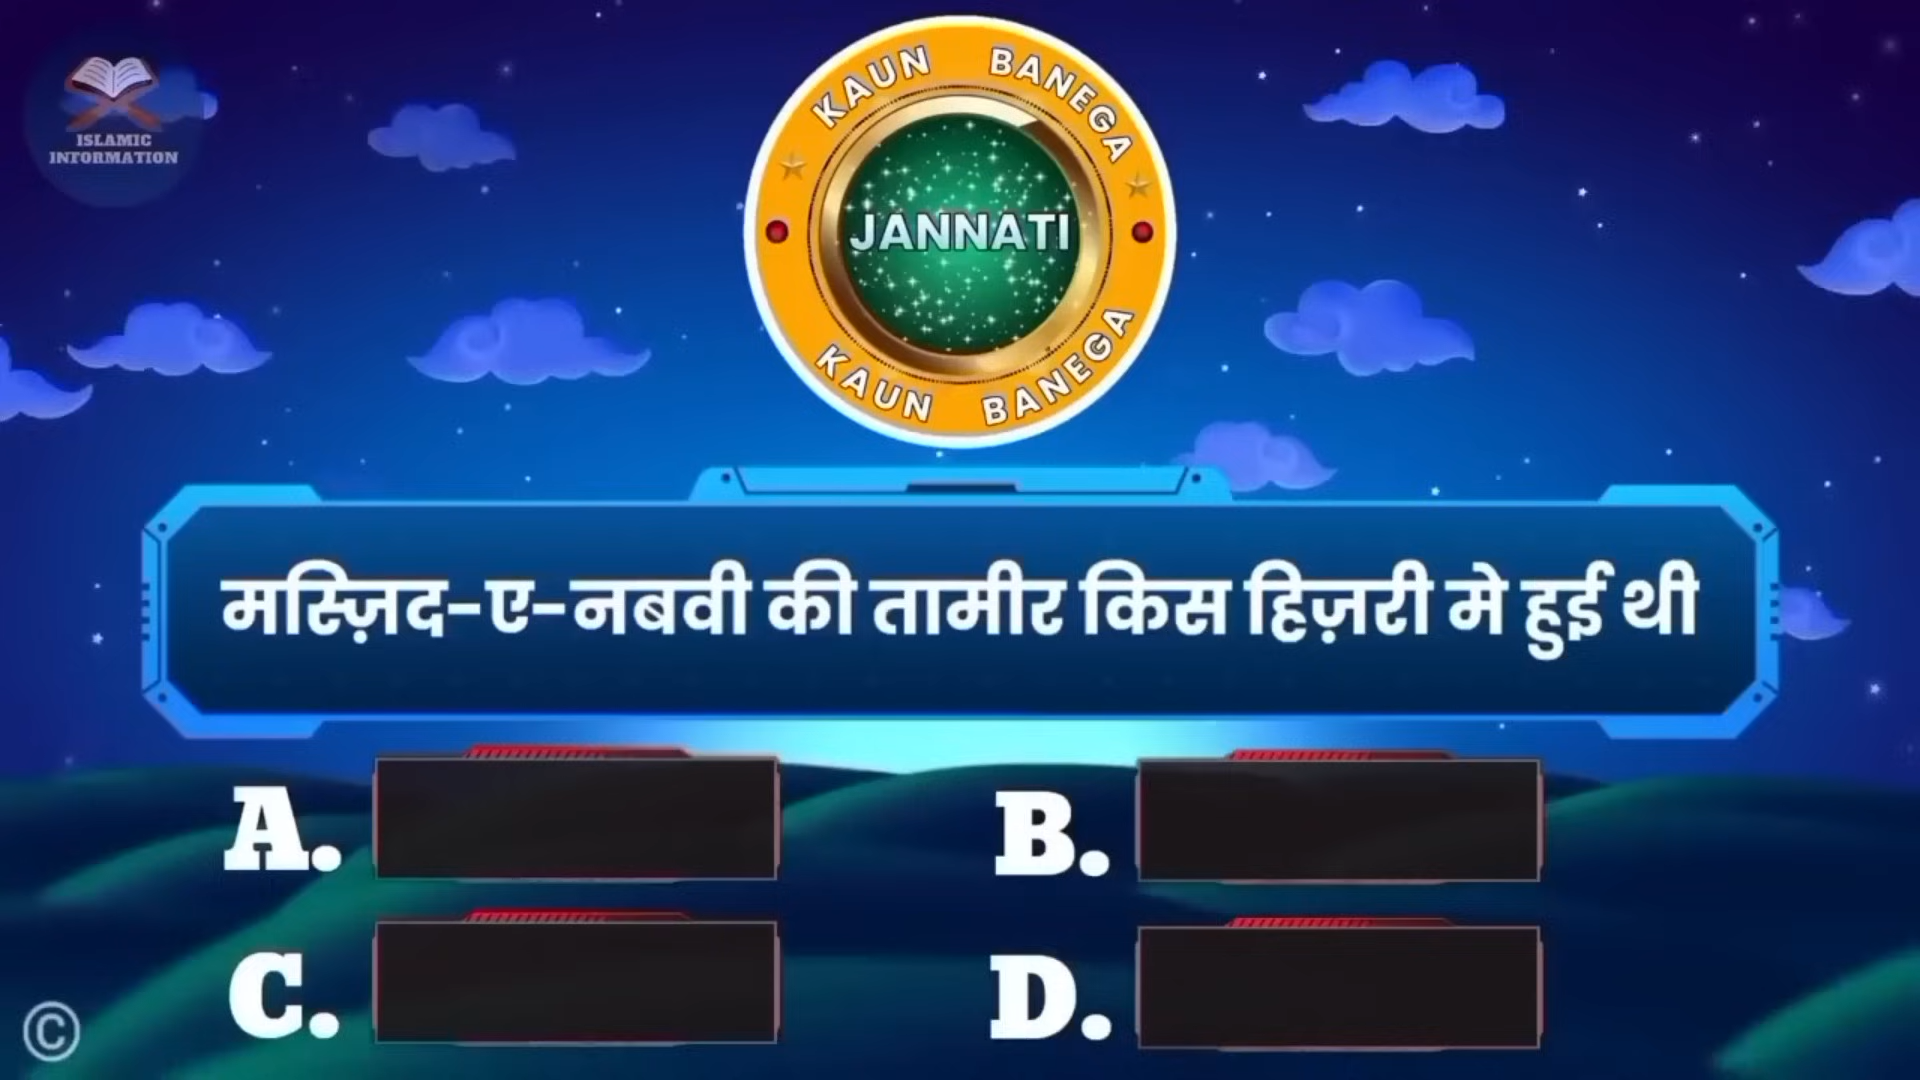 ISLAMIC
INFORMATION
KAUN BANEGA
JANNATI
KAUN BANEGA
मस्ज़िद-ए-नबवी की तामीर किस हिज़री मे हुई थी
A.
B.
C.
D.
©